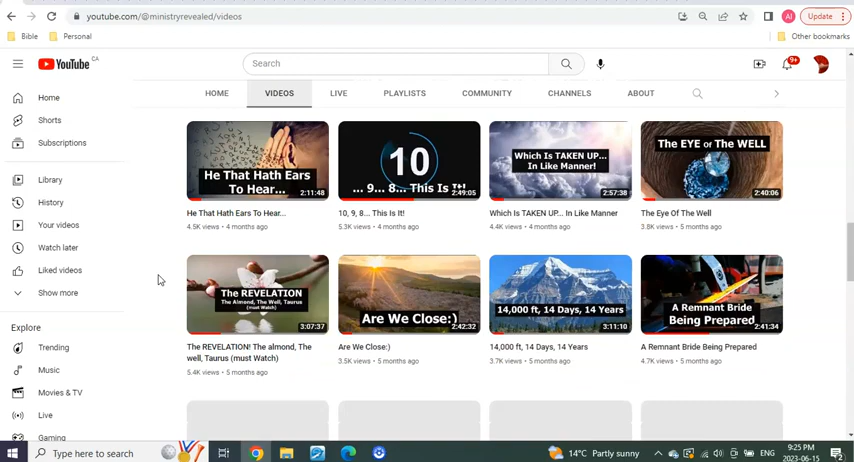 youtube.com/@ministryrevealed/videos
AI
Update
Bible
Personal
Other bookmarks
YouTube CA
Search
9+
HOME
VIDEOS
LIVE
PLAYLISTS
COMMUNITY
CHANNELS
ABOUT
Home
Shorts
Subscriptions
Library
History
Your videos
Watch later
Liked videos
Show more
Explore
Trending
Music
Movies & TV
Live
Gaming
He That Hath Ears
To Hear...
2:11:48
He That Hath Ears To Hear...
4.5K views • 4 months ago
10
... 9... 8... This Is It!
2:49:05
10, 9, 8... This Is It!
5.3K views • 4 months ago
Which Is TAKEN UP...
In Like Manner!
2:57:38
Which Is TAKEN UP... In Like Manner
4.4K views • 4 months ago
The EYE OF The WELL
2:40:06
The Eye Of The Well
3.8K views • 5 months ago
The REVELATION
The Almond, The Well, Taurus
(must Watch)
3:07:37
The REVELATION! The almond, The
well, Taurus (must Watch)
5.4K views • 5 months ago
Are We Close:)
2:42:32
Are We Close:)
3.5K views • 5 months ago
14,000 ft, 14 Days, 14 Years
3:11:10
14,000 ft, 14 Days, 14 Years
3.7K views • 5 months ago
A Remnant Bride
Being Prepared
2:41:34
A Remnant Bride Being Prepared
4.7K views • 5 months ago
Type here to search
14°C Partly sunny
ENG
9:25 PM
2023-06-15
2